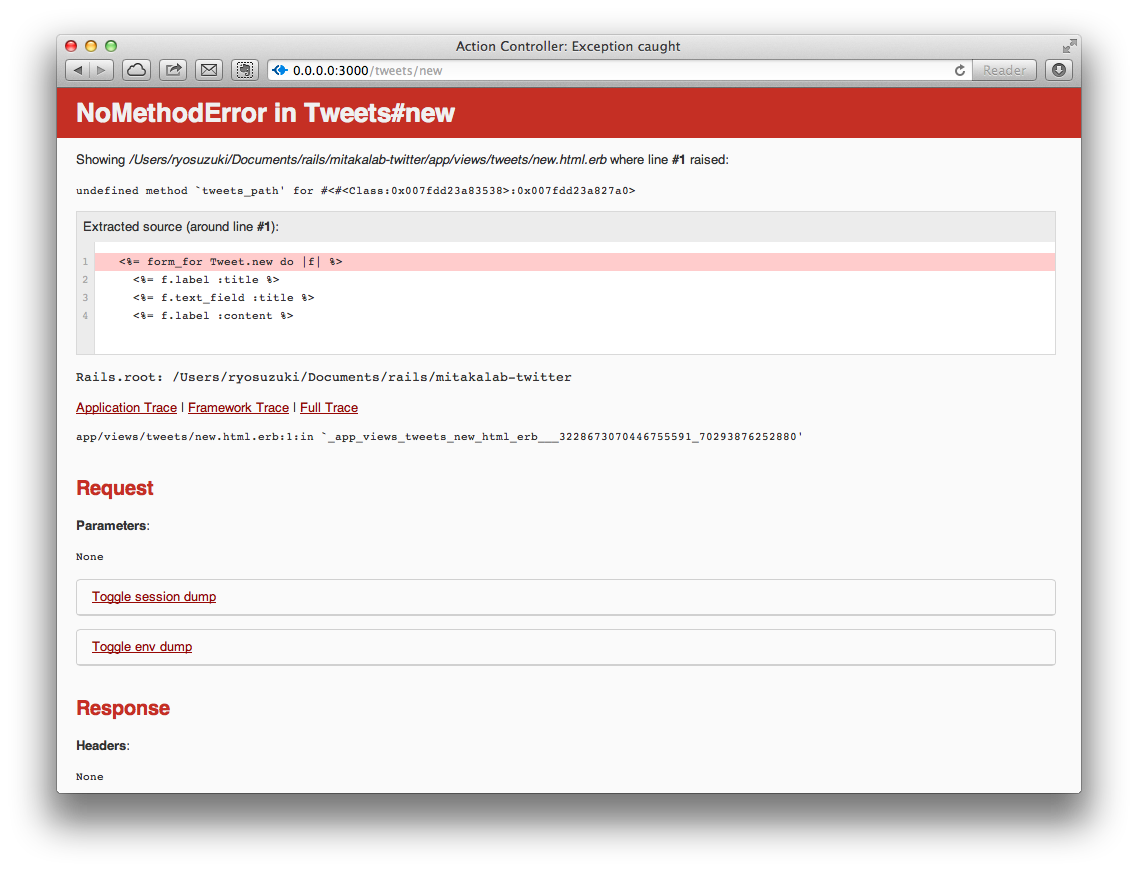 Action Controller: Exception caught
0.0.0.0:3000/tweets/new
Reader
NoMethodError in Tweets#new
Showing /Users/ryosuzuki/Documents/rails/mitakalab-twitter/app/views/tweets/new.html.erb where line #1 raised:
undefined method `tweets_path' for #<#<Class:0x007fdd23a83538>:0x007fdd23a827a0>
Extracted source (around line #1):
1 <%= form_for Tweet.new do |f| %>
2 <%= f.label :title %>
3 <%= f.text_field :title %>
4 <%= f.label :content %>
Rails.root: /Users/ryosuzuki/Documents/rails/mitakalab-twitter
Application Trace | Framework Trace | Full Trace
app/views/tweets/new.html.erb:1:in `_app_views_tweets_new_html_erb___3228673070446755591_70293876252880'
Request
Parameters:
None
Toggle session dump
Toggle env dump
Response
Headers:
None